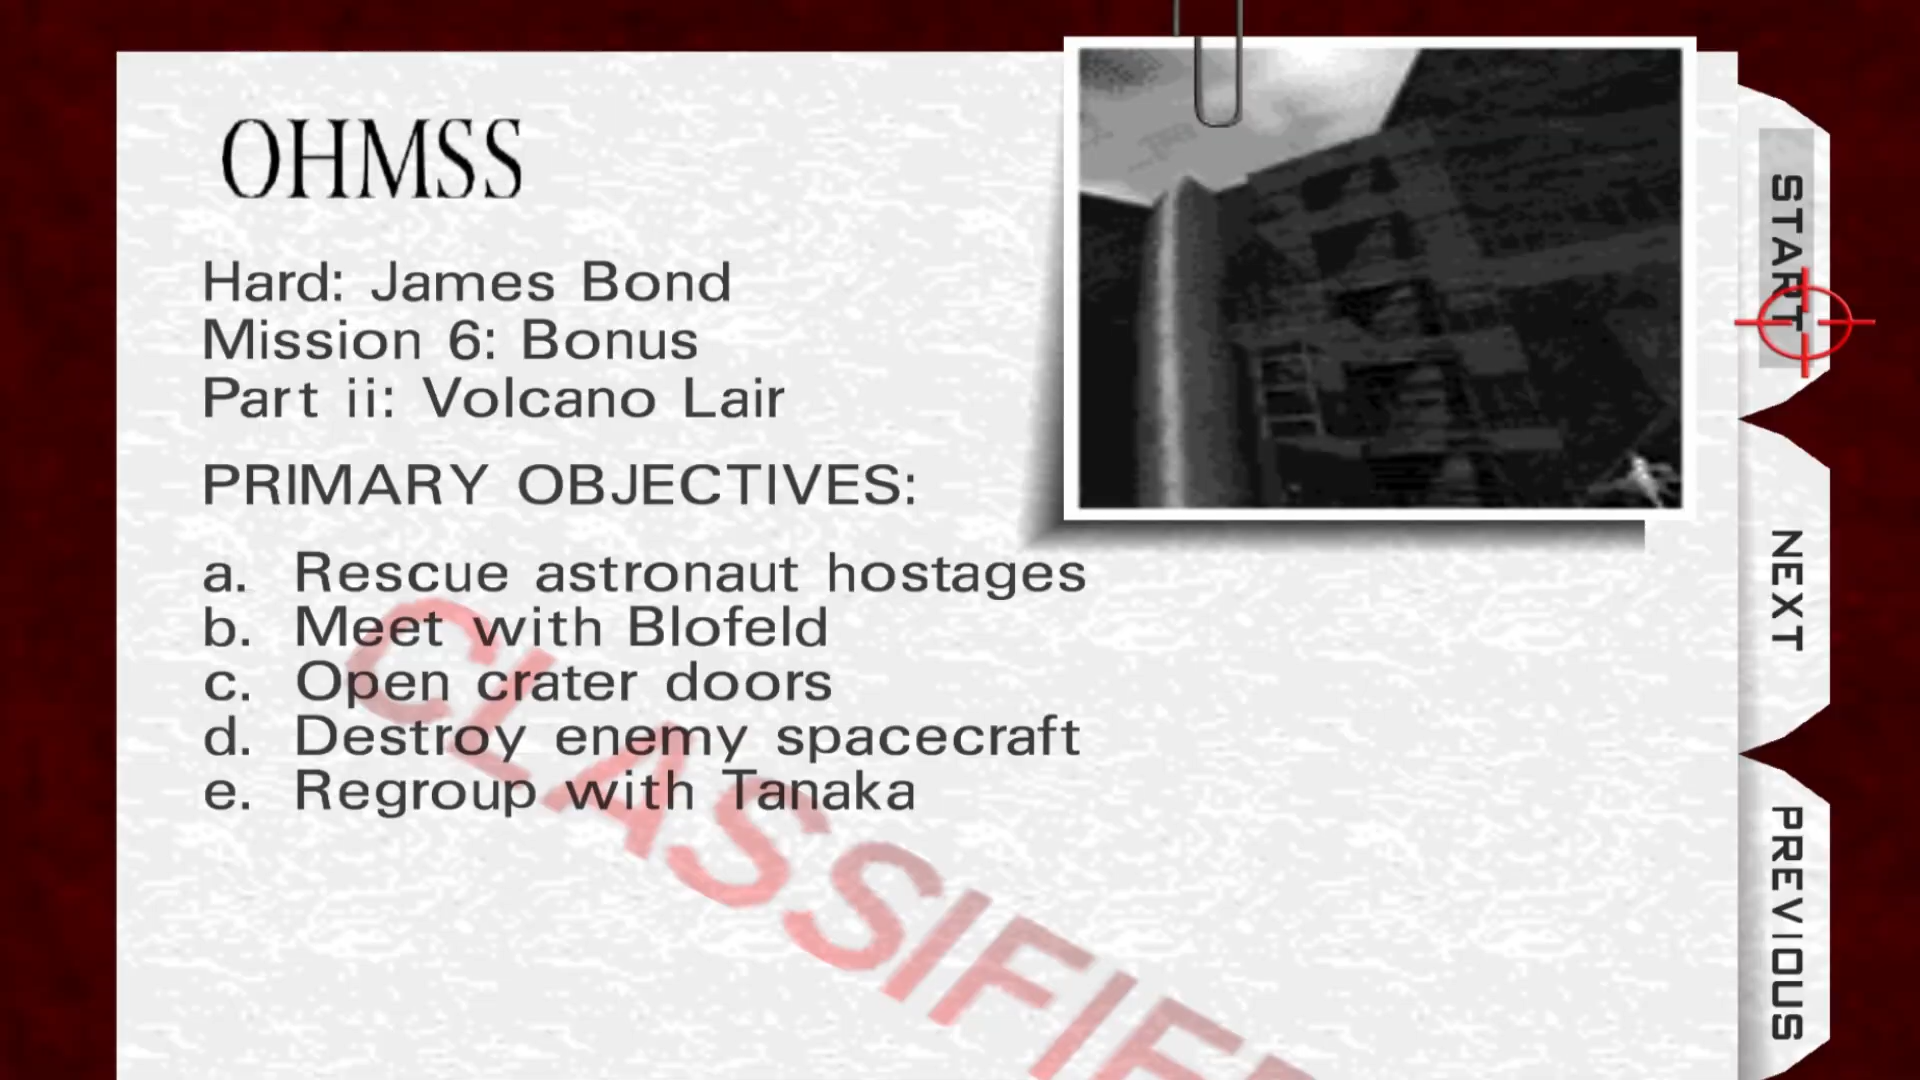 OHMSS
Hard: James Bond
Mission 6: Bonus
Part ii: Volcano Lair
PRIMARY OBJECTIVES:
a. Rescue astronaut hostages
b. Meet with Blofeld
c. Open crater doors
d. Destroy enemy spacecraft
e. Regroup with Tanaka
CLASSIFIE
START
NEXT
PREVIOUS